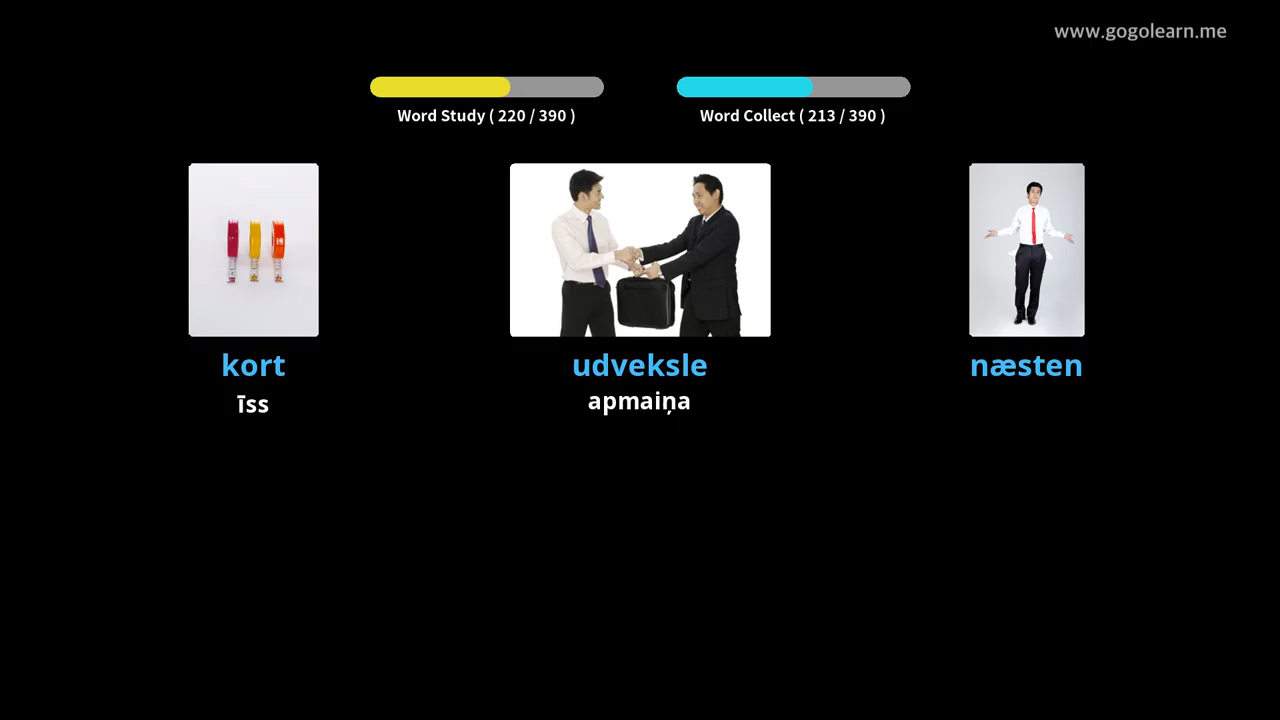 www.gogolearn.me
Word Study ( 220 / 390 )
Word Collect ( 213 / 390 )
kort
īss
udveksle
apmaiņa
næsten